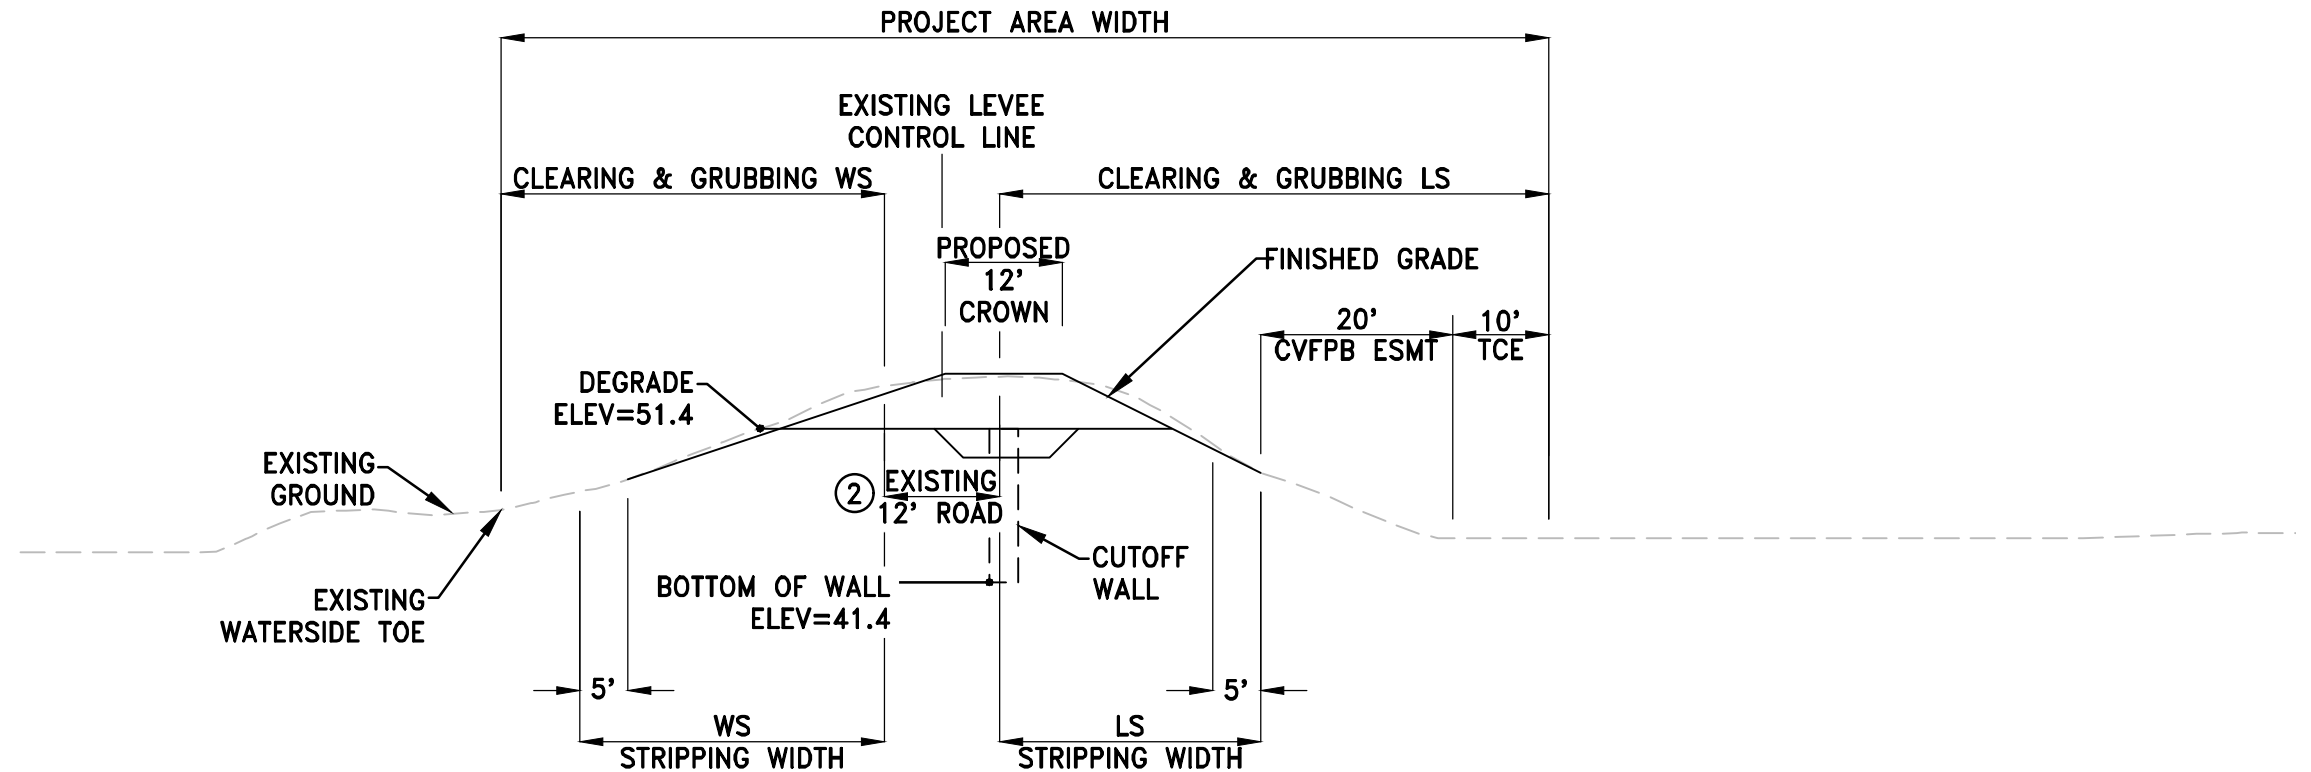 PROJECT AREA WIDTH
EXISTING LEVEE
CONTROL LINE
CLEARING & GRUBBING WS
CLEARING & GRUBBING LS
PROPOSED
12'
CROWN
FINISHED GRADE
20'
CVFPB ESMT
10'
TCE
DEGRADE
ELEV=51.4
EXISTING
GROUND
2
EXISTING
12' ROAD
CUTOFF
WALL
BOTTOM OF WALL
ELEV=41.4
EXISTING
WATERSIDE TOE
5'
5'
WS
STRIPPING WIDTH
LS
STRIPPING WIDTH